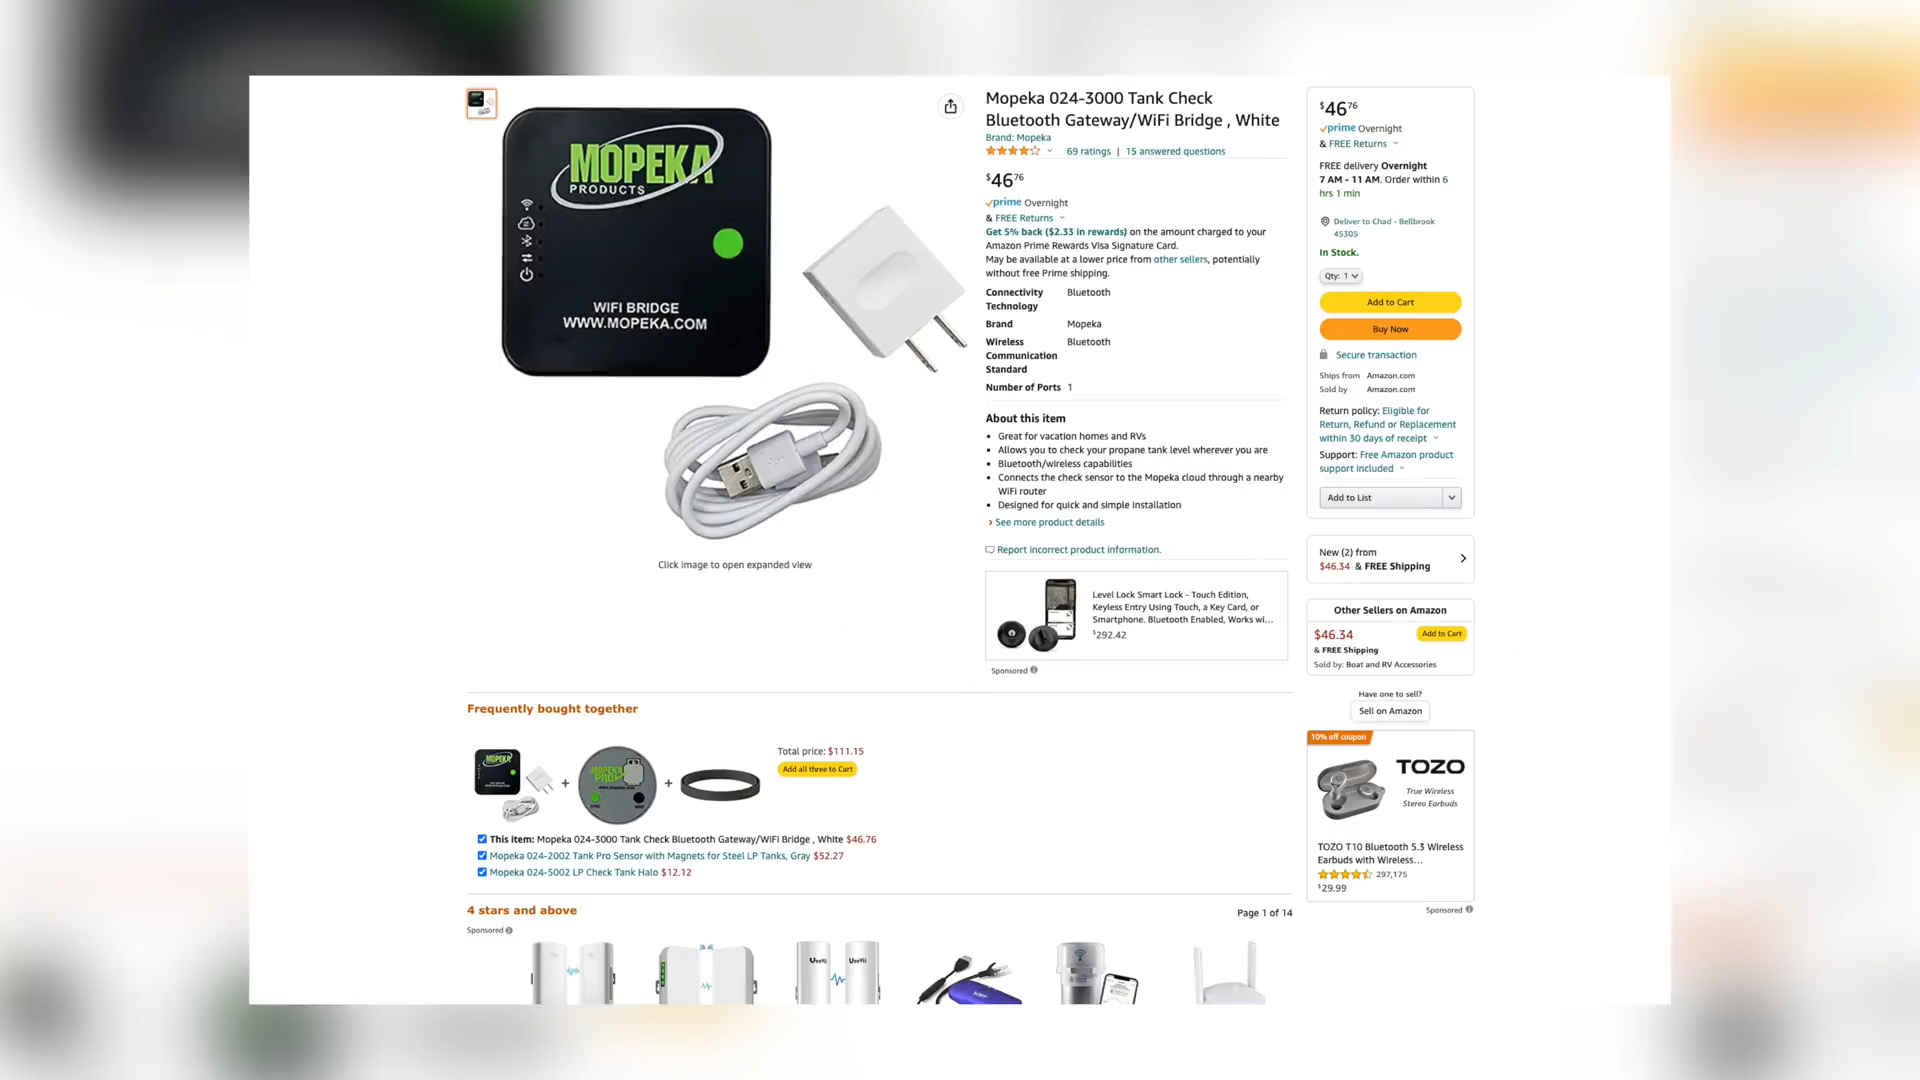 MOPEKA
PRODUCTS
WIFI BRIDGE
WWW.MOPEKA.COM
Click image to open expanded view
Mopeka 024-3000 Tank Check
Bluetooth Gateway/WiFi Bridge , White
Brand: Mopeka
69 ratings | 15 answered questions
$46 76
prime Overnight
& FREE Returns
Get 5% back ($2.33 in rewards) on the amount charged to your
Amazon Prime Rewards Visa Signature Card.
May be available at a lower price from other sellers, potentially
without free Prime shipping.
Connectivity Bluetooth
Technology
Brand Mopeka
Wireless Bluetooth
Communication
Standard
Number of Ports 1
About this item
• Great for vacation homes and RVs
• Allows you to check your propane tank level wherever you are
• Bluetooth/wireless capabilities
• Connects the check sensor to the Mopeka cloud through a nearby
WiFi router
• Designed for quick and simple installation
› See more product details
Report incorrect product information.
Level Lock Smart Lock - Touch Edition,
Keyless Entry Using Touch, a Key Card, or
Smartphone. Bluetooth Enabled, Works wi...
$292.42
Sponsored
$46 76
prime Overnight
& FREE Returns
FREE delivery Overnight
7 AM - 11 AM. Order within 6
hrs 1 min
Deliver to Chad - Bellbrook
45305
In Stock.
Qty: 1
Add to Cart
Buy Now
Secure transaction
Ships from Amazon.com
Sold by Amazon.com
Return policy: Eligible for
Return, Refund or Replacement
within 30 days of receipt
Support: Free Amazon product
support included
Add to List
New (2) from
$46.34 & FREE Shipping
Other Sellers on Amazon
$46.34 Add to Cart
& FREE Shipping
Sold by: Boat and RV Accessories
Have one to sell?
Sell on Amazon
10% off coupon
TOZO
True Wireless
Stereo Earbuds
TOZO T10 Bluetooth 5.3 Wireless
Earbuds with Wireless...
297,175
$29.99
Sponsored
Frequently bought together
MOPEKA
+
MOPEKA
PRO
+
Total price: $111.15
Add all three to Cart
This item: Mopeka 024-3000 Tank Check Bluetooth Gateway/WiFi Bridge , White $46.76
Mopeka 024-2002 Tank Pro Sensor with Magnets for Steel LP Tanks, Gray $52.27
Mopeka 024-5002 LP Check Tank Halo $12.12
4 stars and above
Page 1 of 14
Sponsored
UeeVii UeeVii